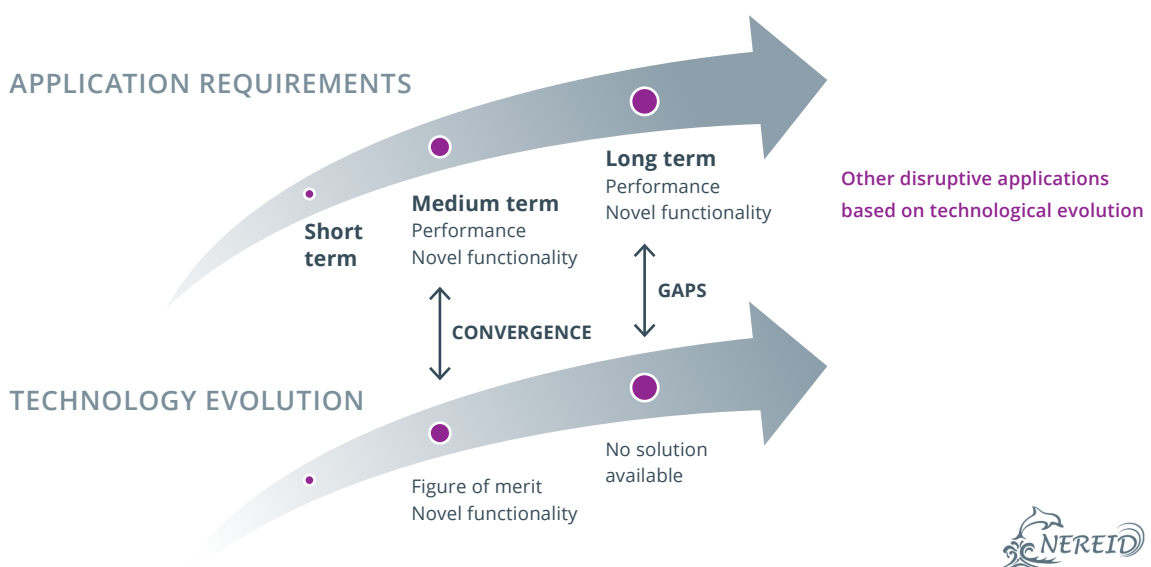 APPLICATION REQUIREMENTS
Short
term
Medium term
Performance
Novel functionality
Long term
Performance
Novel functionality
Other disruptive applications
based on technological evolution
CONVERGENCE
GAPS
TECHNOLOGY EVOLUTION
Figure of merit
Novel functionality
No solution
available
NEREID